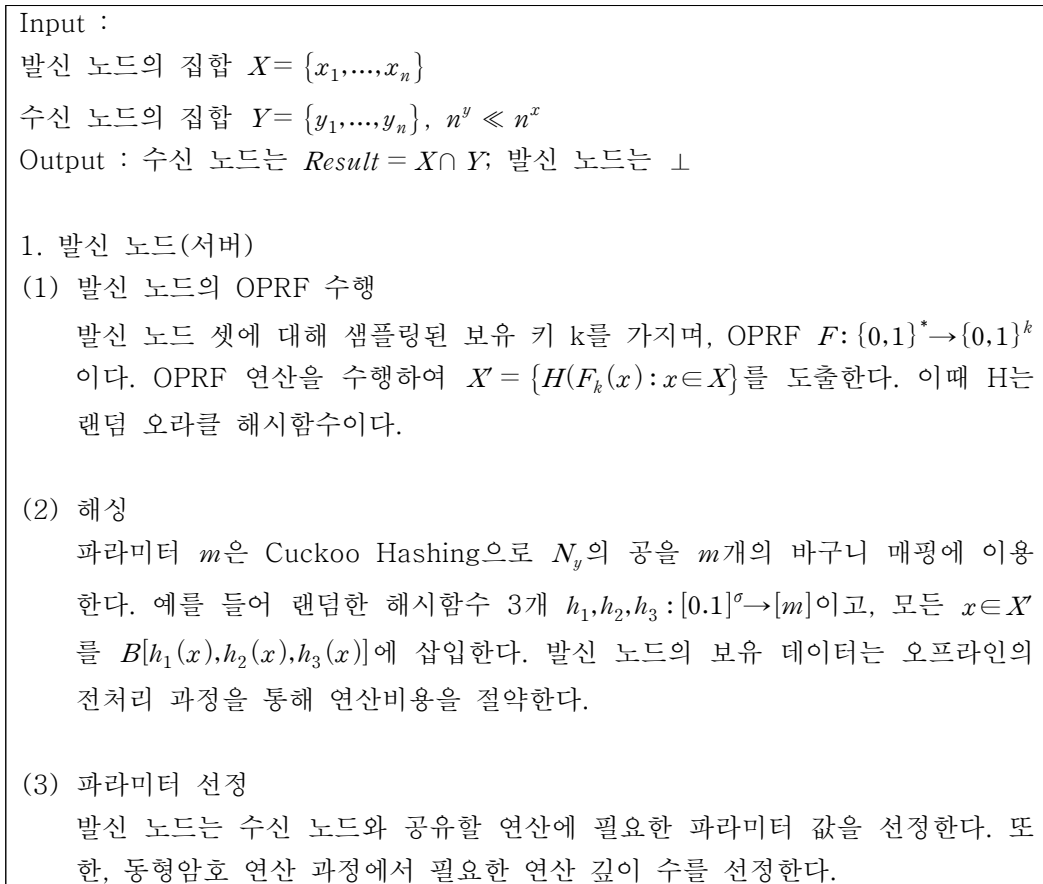 Input :
발신 노드의 집합 X = {x₁,...,xₙ}
수신 노드의 집합 Y = {y₁,...,yₙ}, nʸ ≪ nˣ
Output : 수신 노드는 Result = X∩ Y; 발신 노드는 ⊥
1. 발신 노드(서버)
(1) 발신 노드의 OPRF 수행
발신 노드 셋에 대해 샘플링된 보유 키 k를 가지며, OPRF F: {0,1}*→{0,1}ᵏ
이다. OPRF 연산을 수행하여 X′ = {H(Fₖ(x) : x∈X}를 도출한다. 이때 H는
랜덤 오라클 해시함수이다.
(2) 해싱
파라미터 m은 Cuckoo Hashing으로 N_y의 공을 m개의 바구니 매핑에 이용
한다. 예를 들어 랜덤한 해시함수 3개 h₁,h₂,h₃ : [0.1]^σ→[m]이고, 모든 x∈X′
를 B[h₁(x),h₂(x),h₃(x)]에 삽입한다. 발신 노드의 보유 데이터는 오프라인의
전처리 과정을 통해 연산비용을 절약한다.
(3) 파라미터 선정
발신 노드는 수신 노드와 공유할 연산에 필요한 파라미터 값을 선정한다. 또
한, 동형암호 연산 과정에서 필요한 연산 깊이 수를 선정한다.